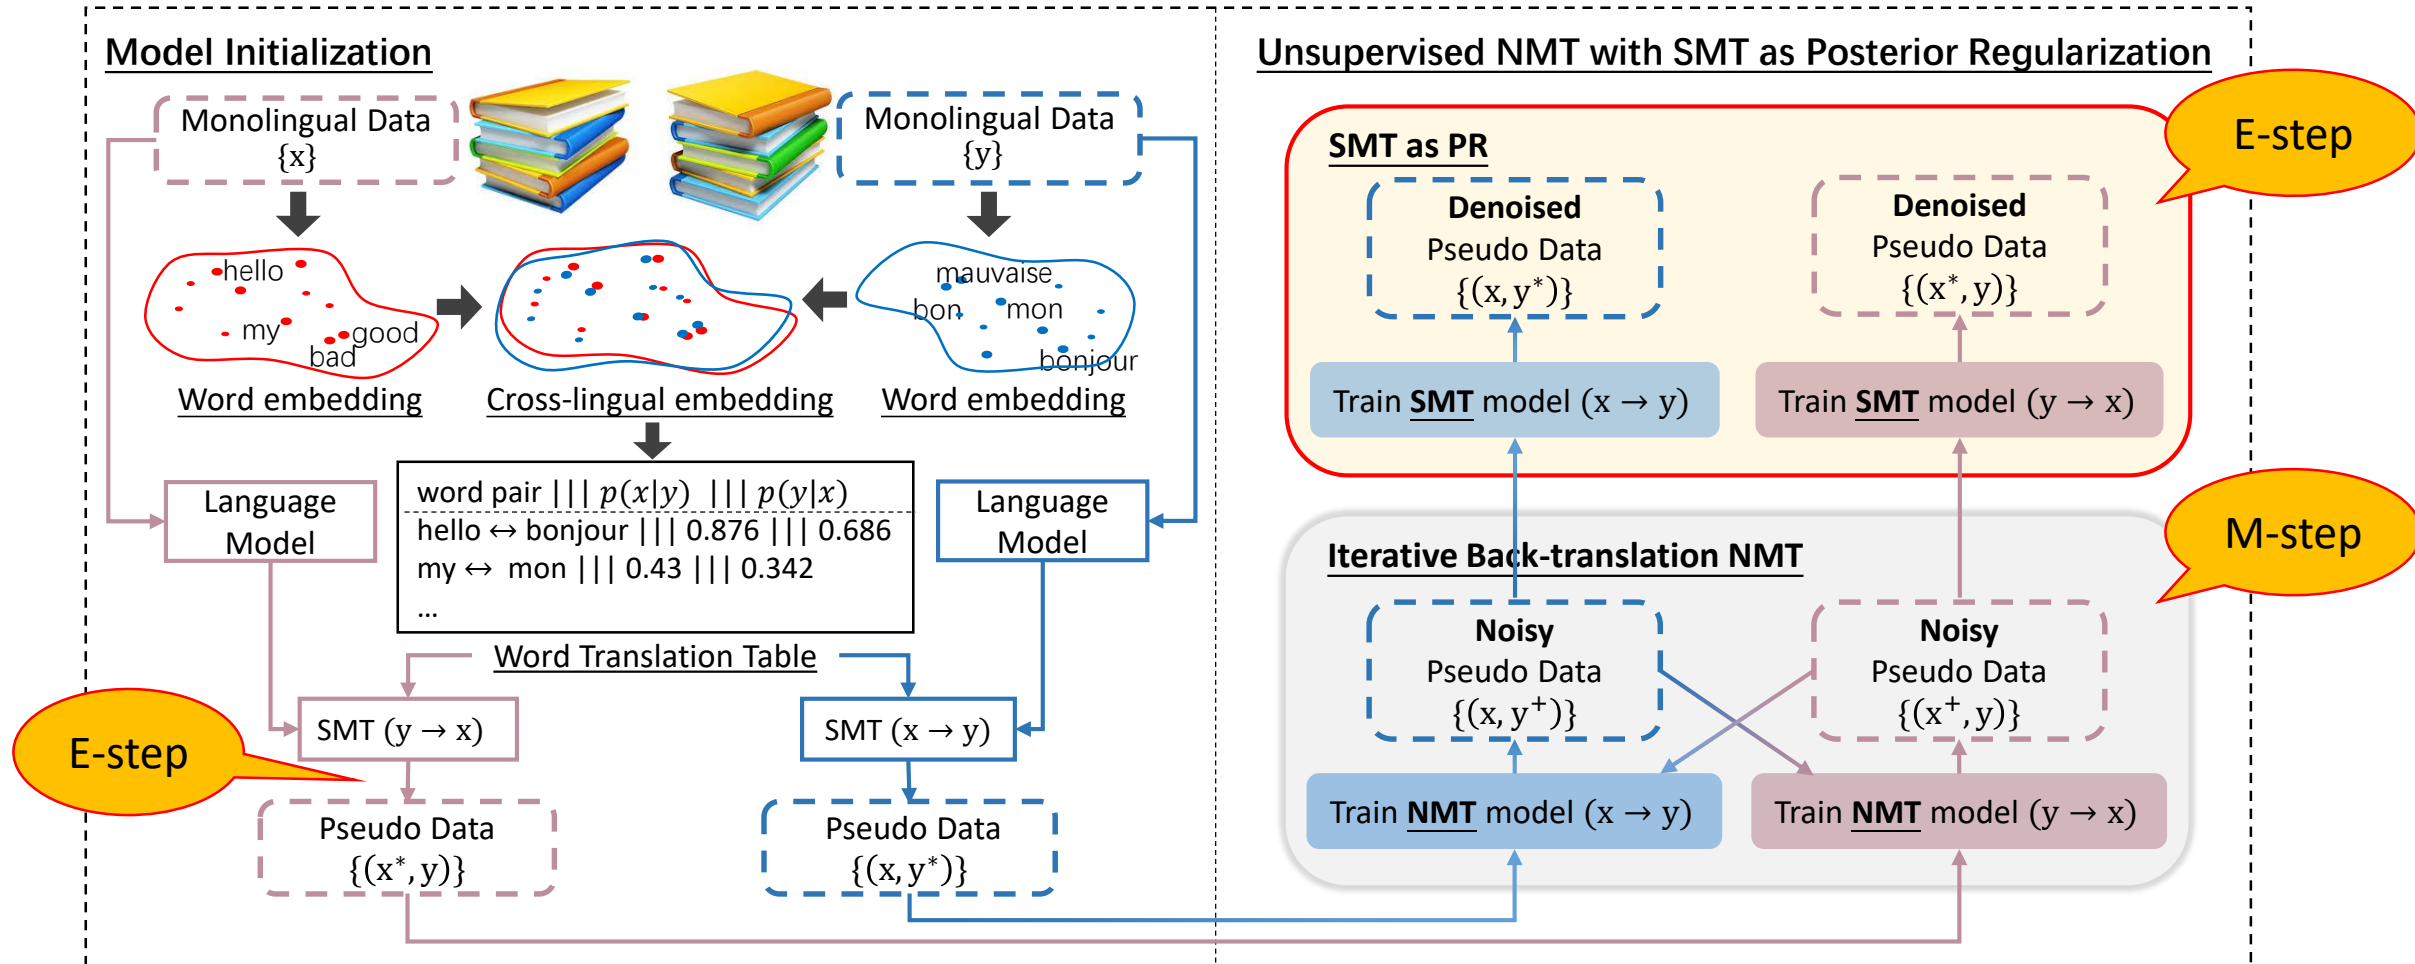 Model Initialization
Monolingual Data
{x}
Monolingual Data
{y}
hello
my
good
bad
mauvaise
bon
mon
bonjour
Word embedding
Cross-lingual embedding
Word embedding
Language
Model
word pair ||| p(x|y) ||| p(y|x)
hello ↔ bonjour ||| 0.876 ||| 0.686
my ↔ mon ||| 0.43 ||| 0.342
...
Language
Model
Word Translation Table
SMT (y → x)
SMT (x → y)
E-step
Pseudo Data
{(x*, y)}
Pseudo Data
{(x, y*)}
Unsupervised NMT with SMT as Posterior Regularization
E-step
SMT as PR
Denoised
Pseudo Data
{(x, y*)}
Denoised
Pseudo Data
{(x*, y)}
Train SMT model (x → y)
Train SMT model (y → x)
M-step
Iterative Back-translation NMT
Noisy
Pseudo Data
{(x, y⁺)}
Noisy
Pseudo Data
{(x⁺, y)}
Train NMT model (x → y)
Train NMT model (y → x)